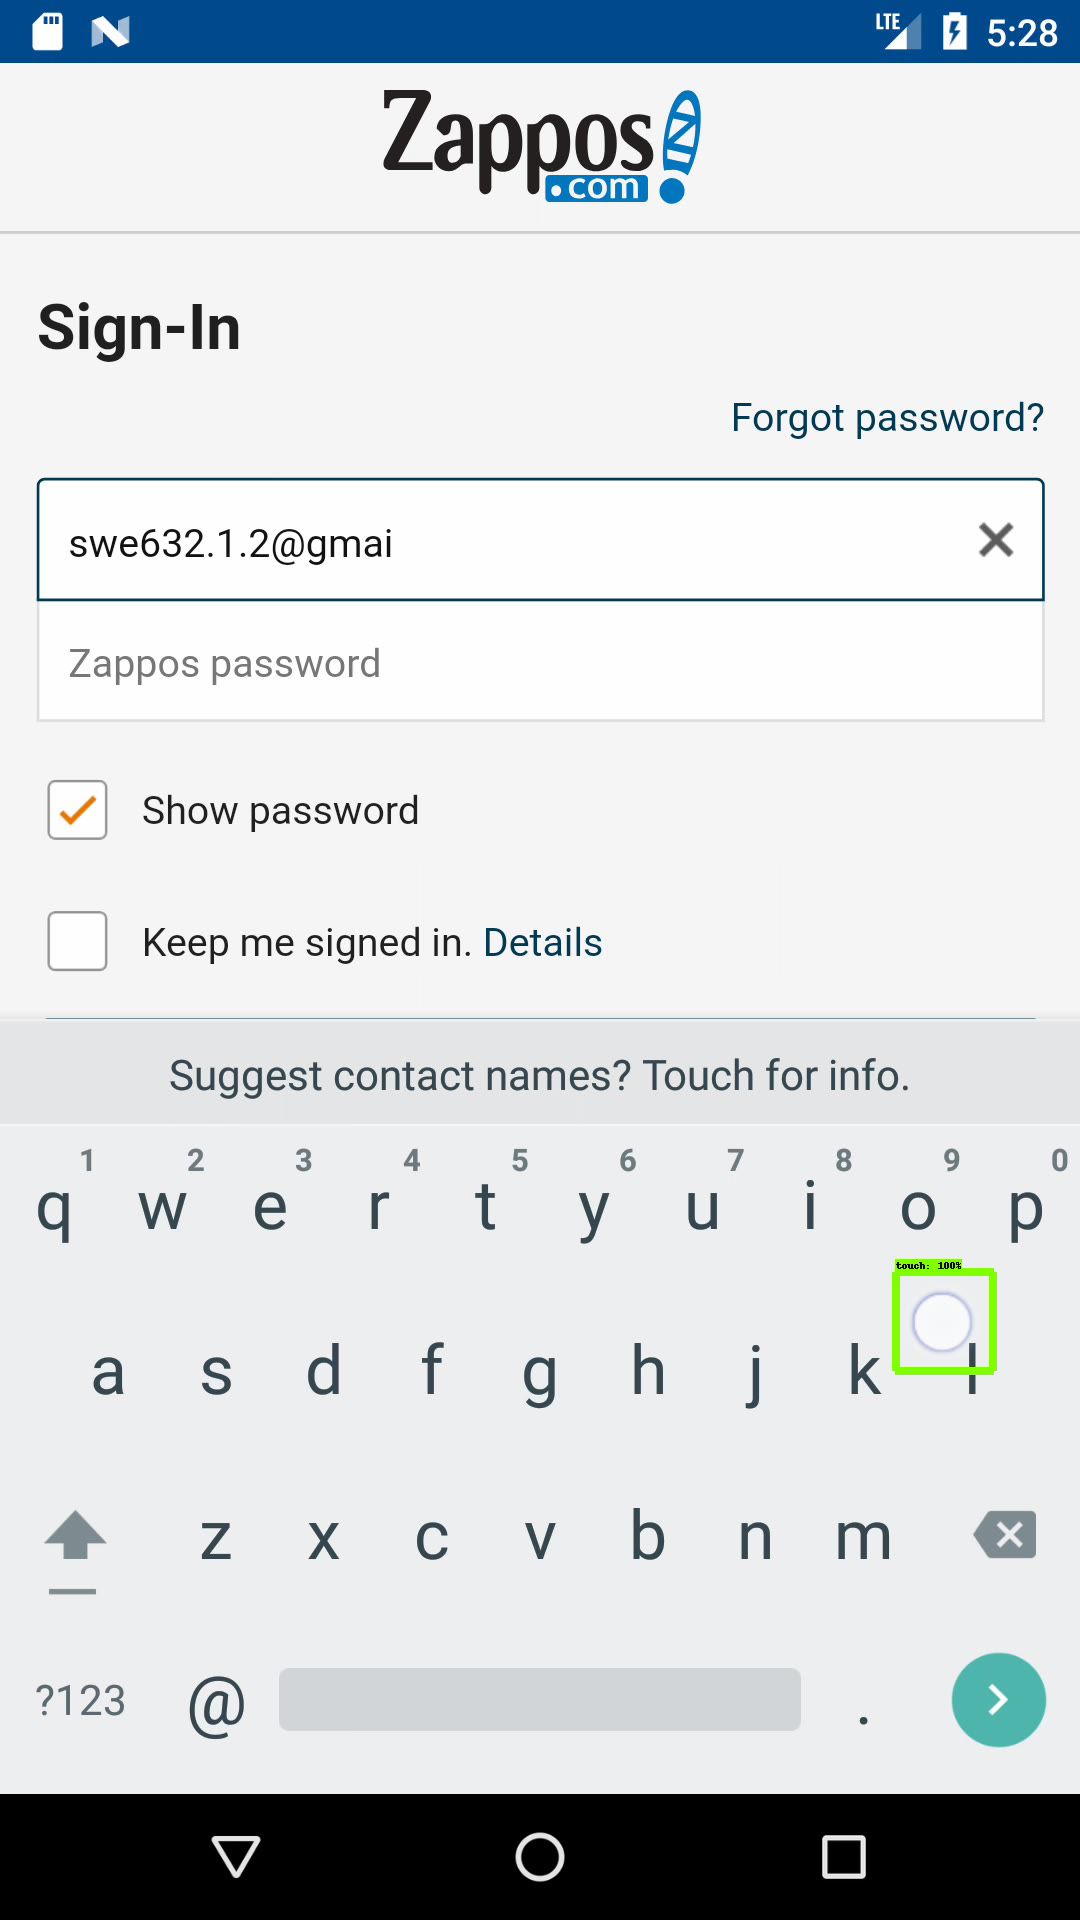 LTE 5:28
Zappos
.com
Sign-In
Forgot password?
swe632.1.2@gmai
Zappos password
Show password
Keep me signed in. Details
Suggest contact names? Touch for info.
1 2 3 4 5 6 7 8 9 0
q w e r t y u i o p
touch: 100%
a s d f g h j k l
z x c v b n m
?123 @ .